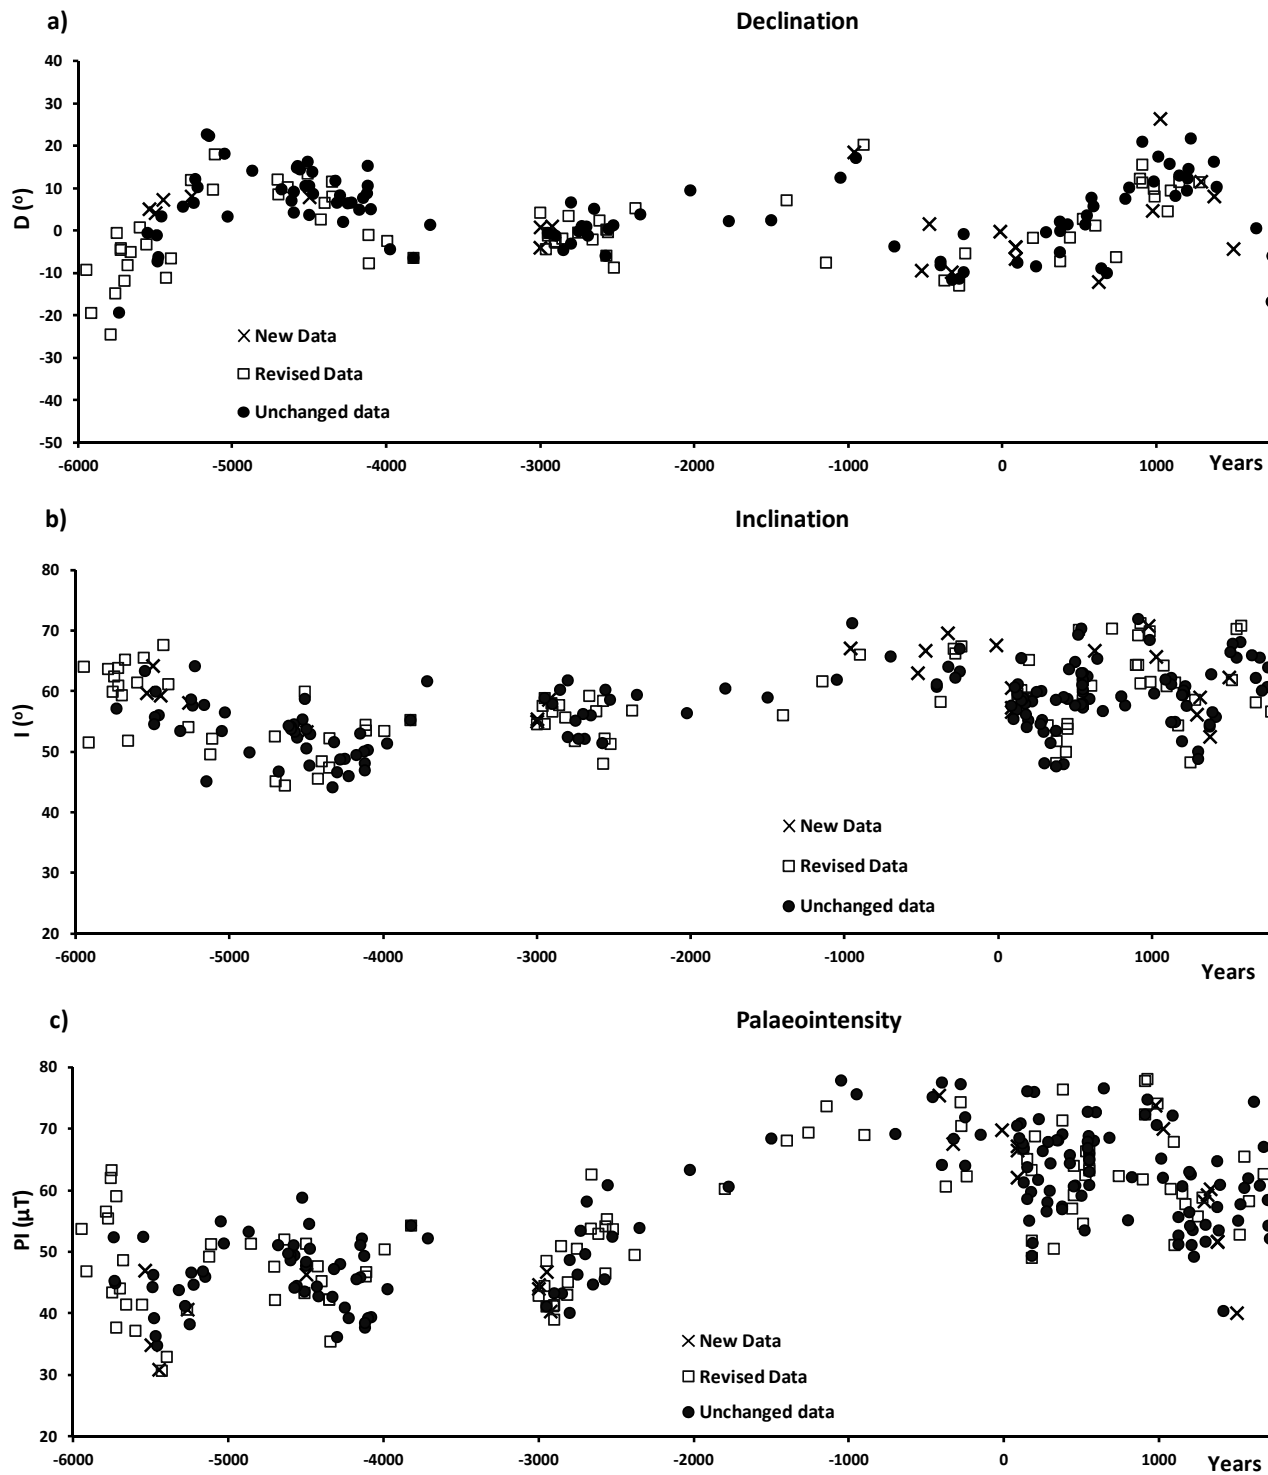 a)
Declination
40
30
20
10
0
-10
-20
-30
-40
-50
D (º)
New Data
Revised Data
Unchanged data
-6000 -5000 -4000 -3000 -2000 -1000 0 1000 Years
b)
Inclination
80
70
60
50
40
30
20
I (º)
New Data
Revised Data
Unchanged data
-6000 -5000 -4000 -3000 -2000 -1000 0 1000
Years
c)
Palaeointensity
80
70
60
50
40
30
20
PI (µT)
New Data
Revised Data
Unchanged data
-6000 -5000 -4000 -3000 -2000 -1000 0 1000 Years